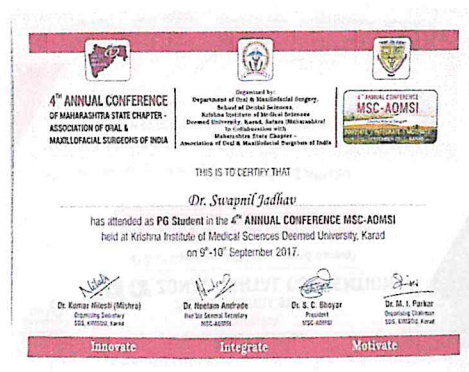 4TH ANNUAL CONFERENCE
OF MAHARASHTRA STATE CHAPTER -
ASSOCIATION OF ORAL &
MAXILLOFACIAL SURGEONS OF INDIA
Organized by:
Department of Oral & Maxillofacial Surgery,
School of Dental Sciences,
Krishna Institute of Medical Sciences
Deemed University, Karad, Satara (Maharashtra)
In Collaboration with
Maharashtra State Chapter -
Association of Oral & Maxillofacial Surgeons of India
4TH ANNUAL CONFERENCE
MSC-AOMSI
THIS IS TO CERTIFY THAT
Dr. Swapnil Jadhav
has attended as PG Student in the 4th ANNUAL CONFERENCE MSC-AOMSI
held at Krishna Institute of Medical Sciences Deemed University, Karad
on 9th-10th September 2017.
Dr. Kumar Nilesh (Mishra)
Organizing Secretary
SDS, KIMSDU, Karad
Dr. Neelam Andrade
Hon General Secretary
MSC-AOMSI
Dr. S. C. Bhoyar
President
MSC-AOMSI
Dr. M. I. Parkar
Organising Chairman
SDS, KIMSDU, Karad
Innovate
Integrate
Motivate